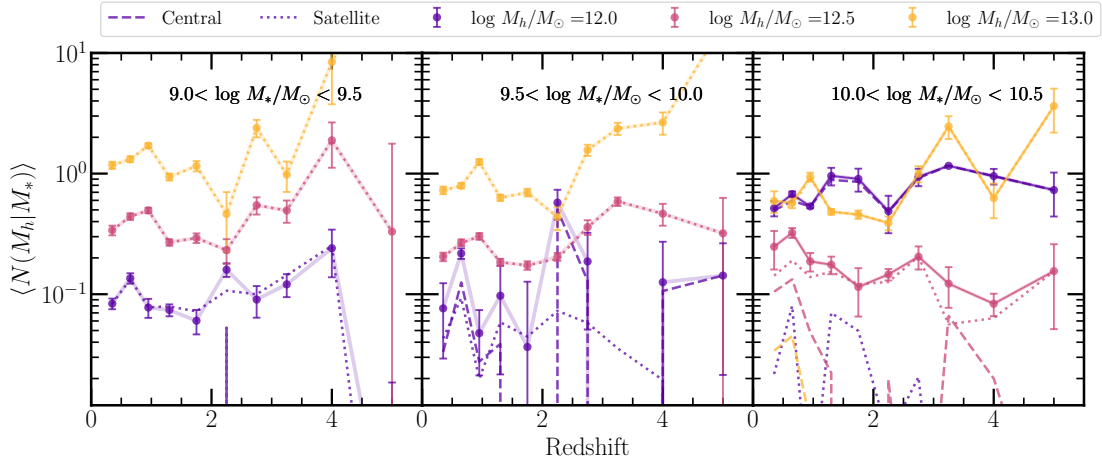 Central Satellite log M_h/M_⊙ =12.0 log M_h/M_⊙ =12.5 log M_h/M_⊙ =13.0
9.0< log M_*/M_⊙ < 9.5
9.5< log M_*/M_⊙ < 10.0
10.0< log M_*/M_⊙ < 10.5
⟨N(M_h|M_*)⟩
10^1
10^0
10^−1
0 2 4 0 2 4 0 2 4
Redshift